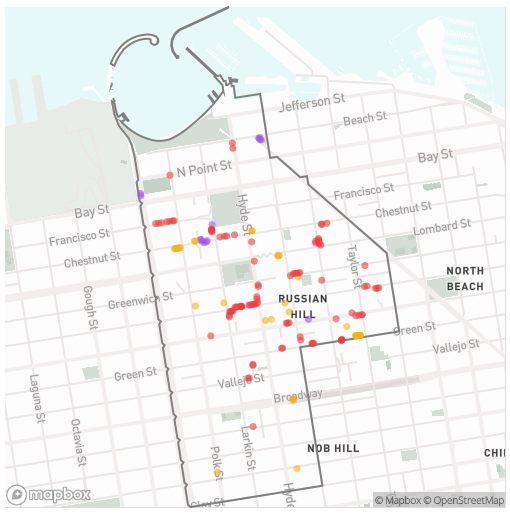 Jefferson St
Beach St
Bay St
N Point St
Francisco St
Chestnut St
Lombard St
Hyde St
Bay St
Francisco St
Chestnut St
Taylor St
NORTH
BEACH
Gough St
Greenwich St
RUSSIAN
HILL
Green St
Vallejo St
Green St
Vallejo St
Laguna St
Octavia St
Broadway
Larkin St
Polk St
NOB HILL
CHI
Hyde
mapbox
© Mapbox © OpenStreetMap